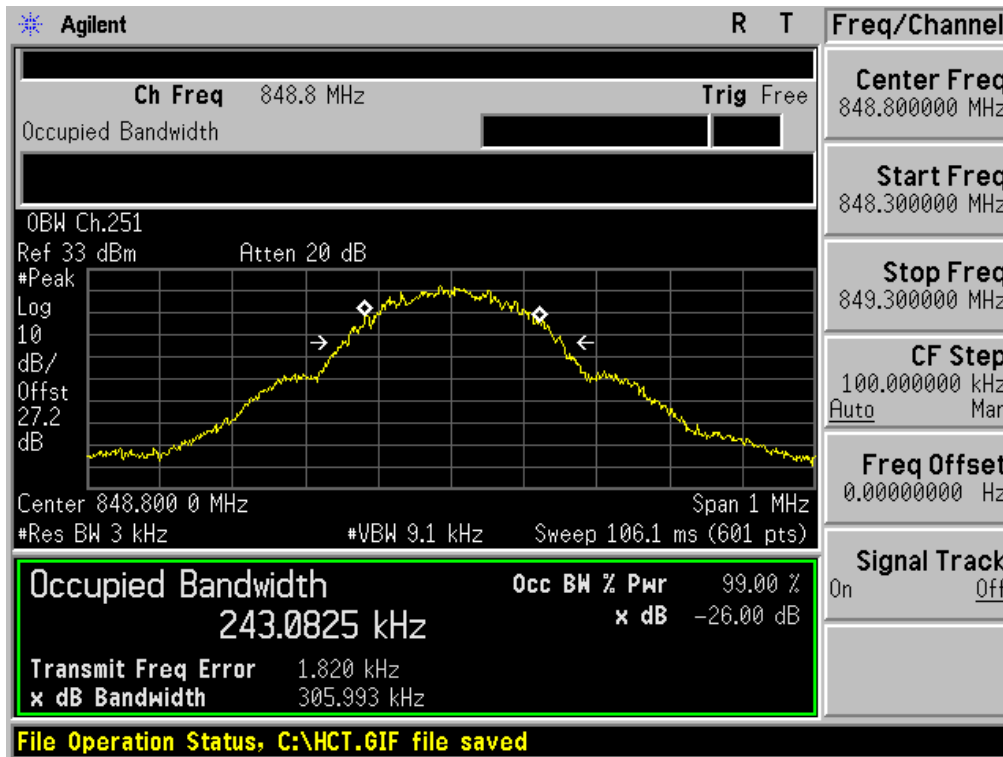 Agilent R T
Ch Freq 848.8 MHz Trig Free
Occupied Bandwidth
OBW Ch.251
Ref 33 dBm Atten 20 dB
#Peak
Log
10
dB/
Offst
27.2
dB
Center 848.800 0 MHz Span 1 MHz
#Res BW 3 kHz #VBW 9.1 kHz Sweep 106.1 ms (601 pts)
Occupied Bandwidth
243.0825 kHz
Occ BW % Pwr 99.00 %
x dB -26.00 dB
Transmit Freq Error 1.820 kHz
x dB Bandwidth 305.993 kHz
File Operation Status, C:\HCT.GIF file saved
Freq/Channel
Center Freq
848.800000 MHz
Start Freq
848.300000 MHz
Stop Freq
849.300000 MHz
CF Step
100.000000 kHz
Auto Man
Freq Offset
0.00000000 Hz
Signal Track
On Off